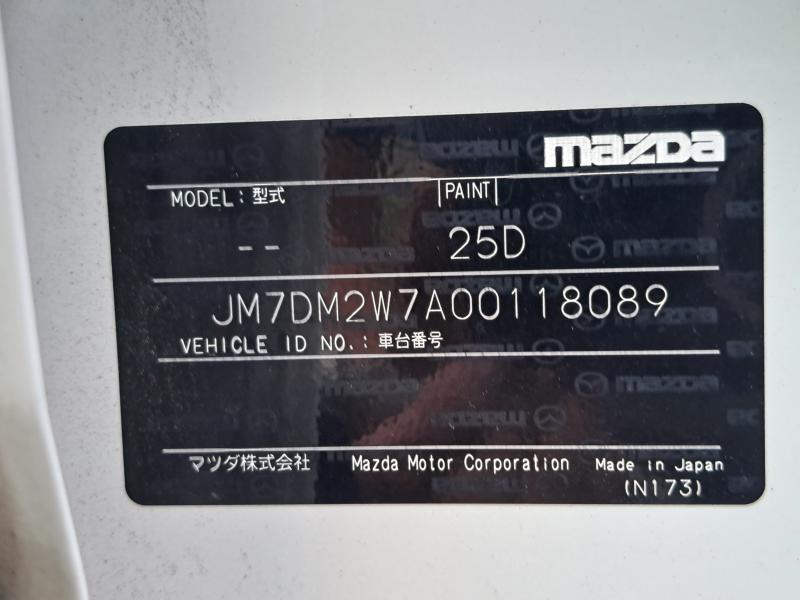 mazda
MODEL: 型式 PAINT
-- 25D
JM7DM2W7A00118089
VEHICLE ID NO.: 車台番号
マツダ株式会社 Mazda Motor Corporation Made in Japan
(N173)